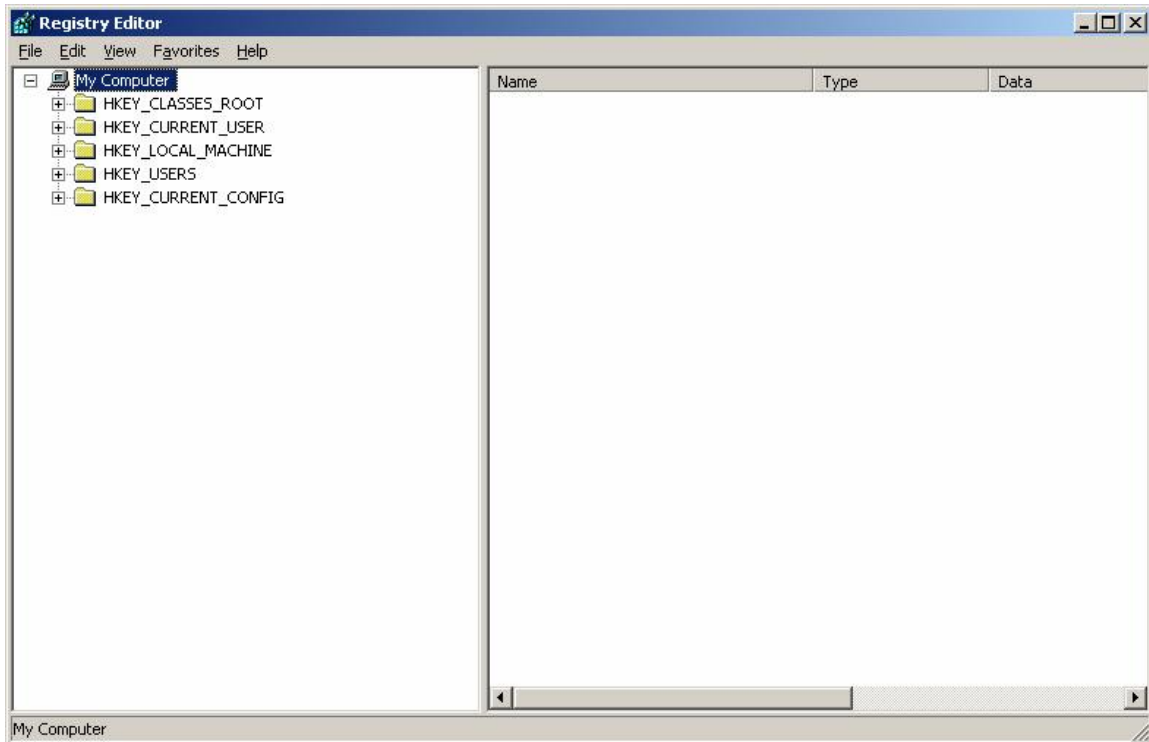 Registry Editor
File Edit View Favorites Help
My Computer
HKEY_CLASSES_ROOT
HKEY_CURRENT_USER
HKEY_LOCAL_MACHINE
HKEY_USERS
HKEY_CURRENT_CONFIG
Name Type Data
My Computer